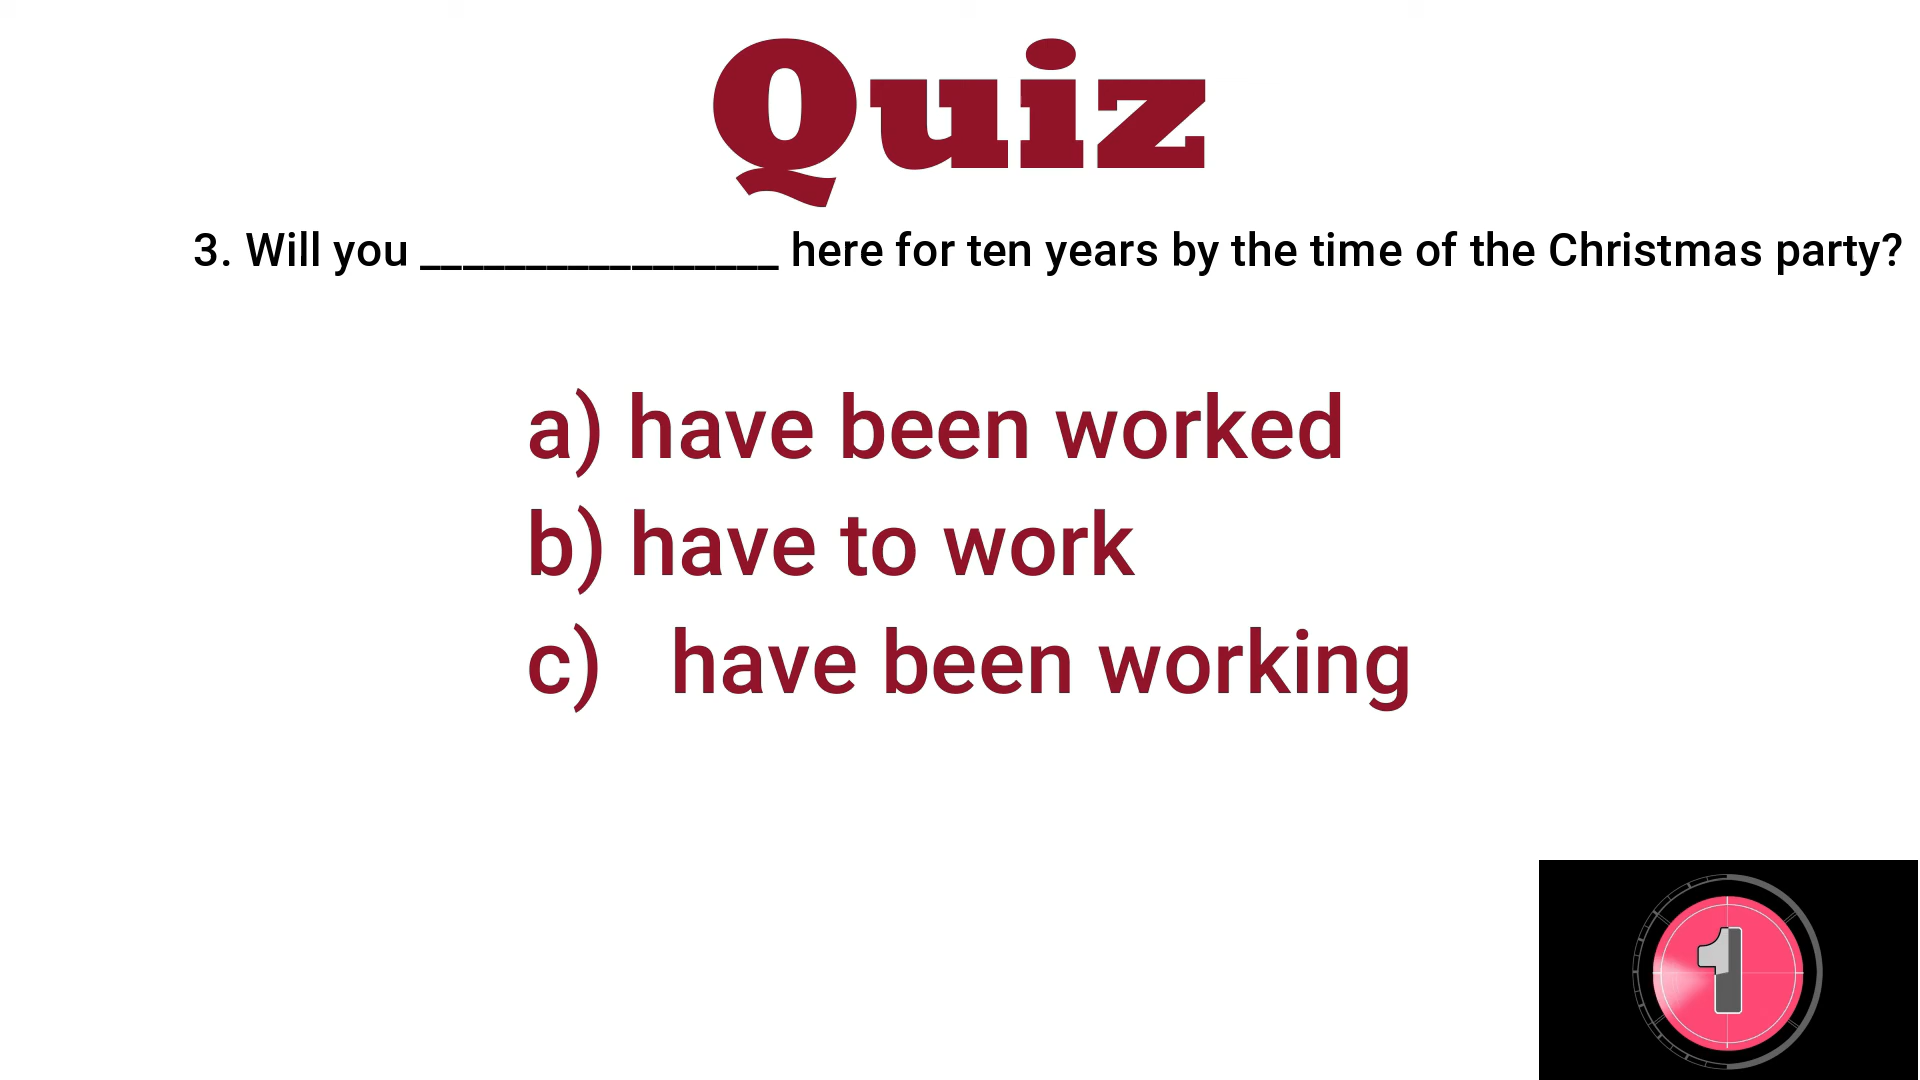 Quiz
3. Will you _________________ here for ten years by the time of the Christmas party?
a) have been worked
b) have to work
c) have been working
1